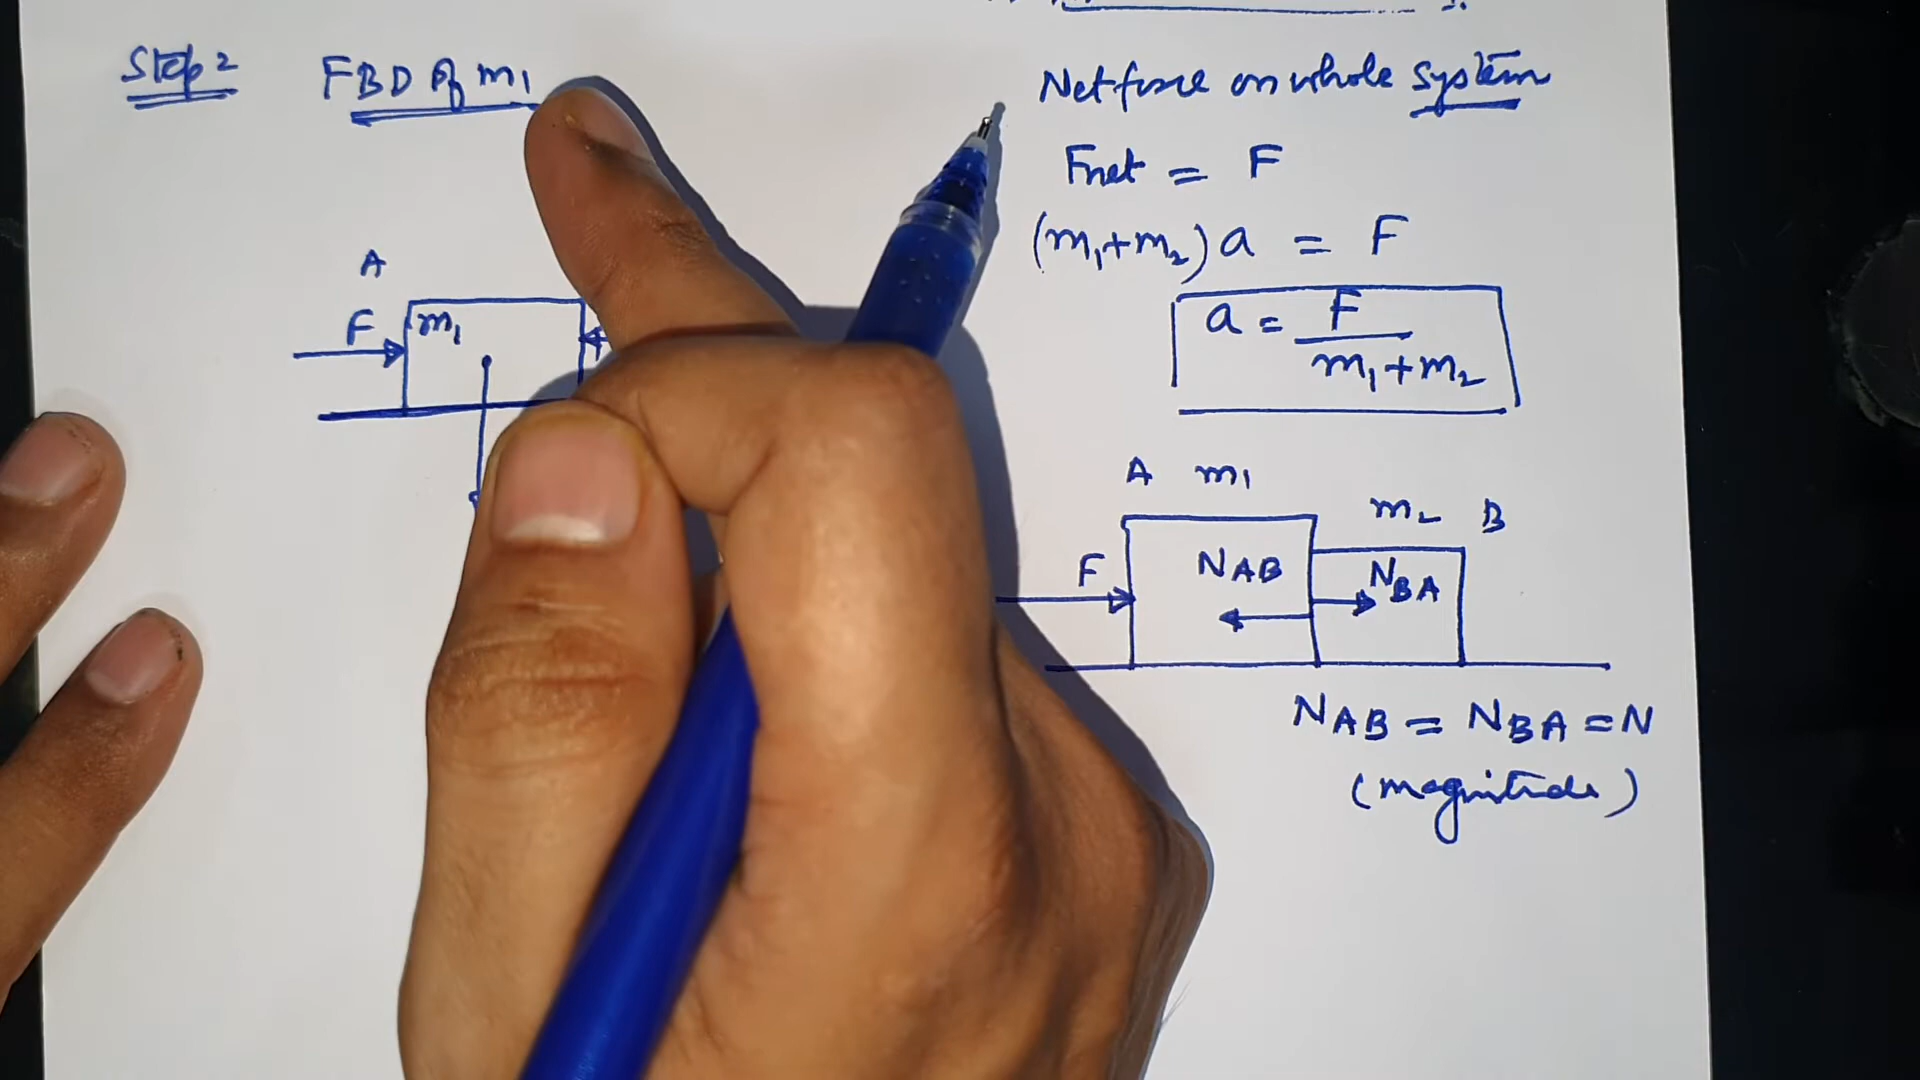 Step 2
FBD of m₁
A
F
m₁
Net force on whole system
Fnet = F
(m₁+m₂) a = F
a = F / m₁+m₂
A m₁
m₂ B
F
NAB
NBA
NAB = NBA = N
(magnitude)